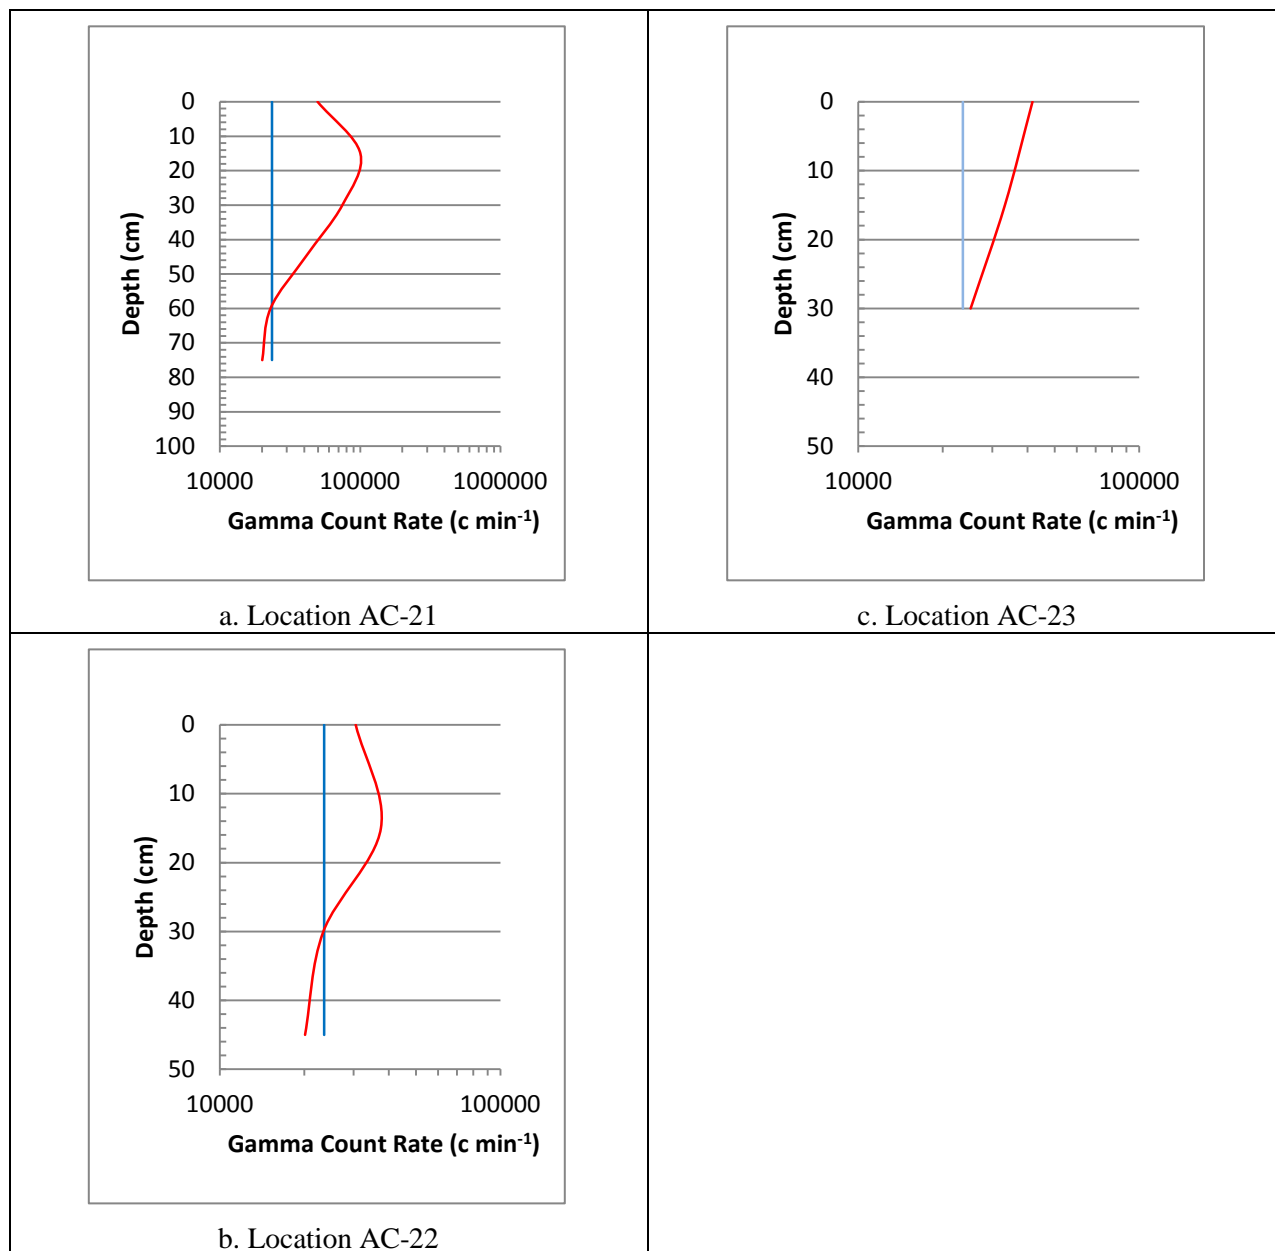 0
10
20
30
40
50
60
70
80
90
100
Depth (cm)
10000 100000 1000000
Gamma Count Rate (c min⁻¹)
a. Location AC-21
0
10
20
30
40
50
Depth (cm)
10000 100000
Gamma Count Rate (c min⁻¹)
c. Location AC-23
0
10
20
30
40
50
Depth (cm)
10000 100000
Gamma Count Rate (c min⁻¹)
b. Location AC-22